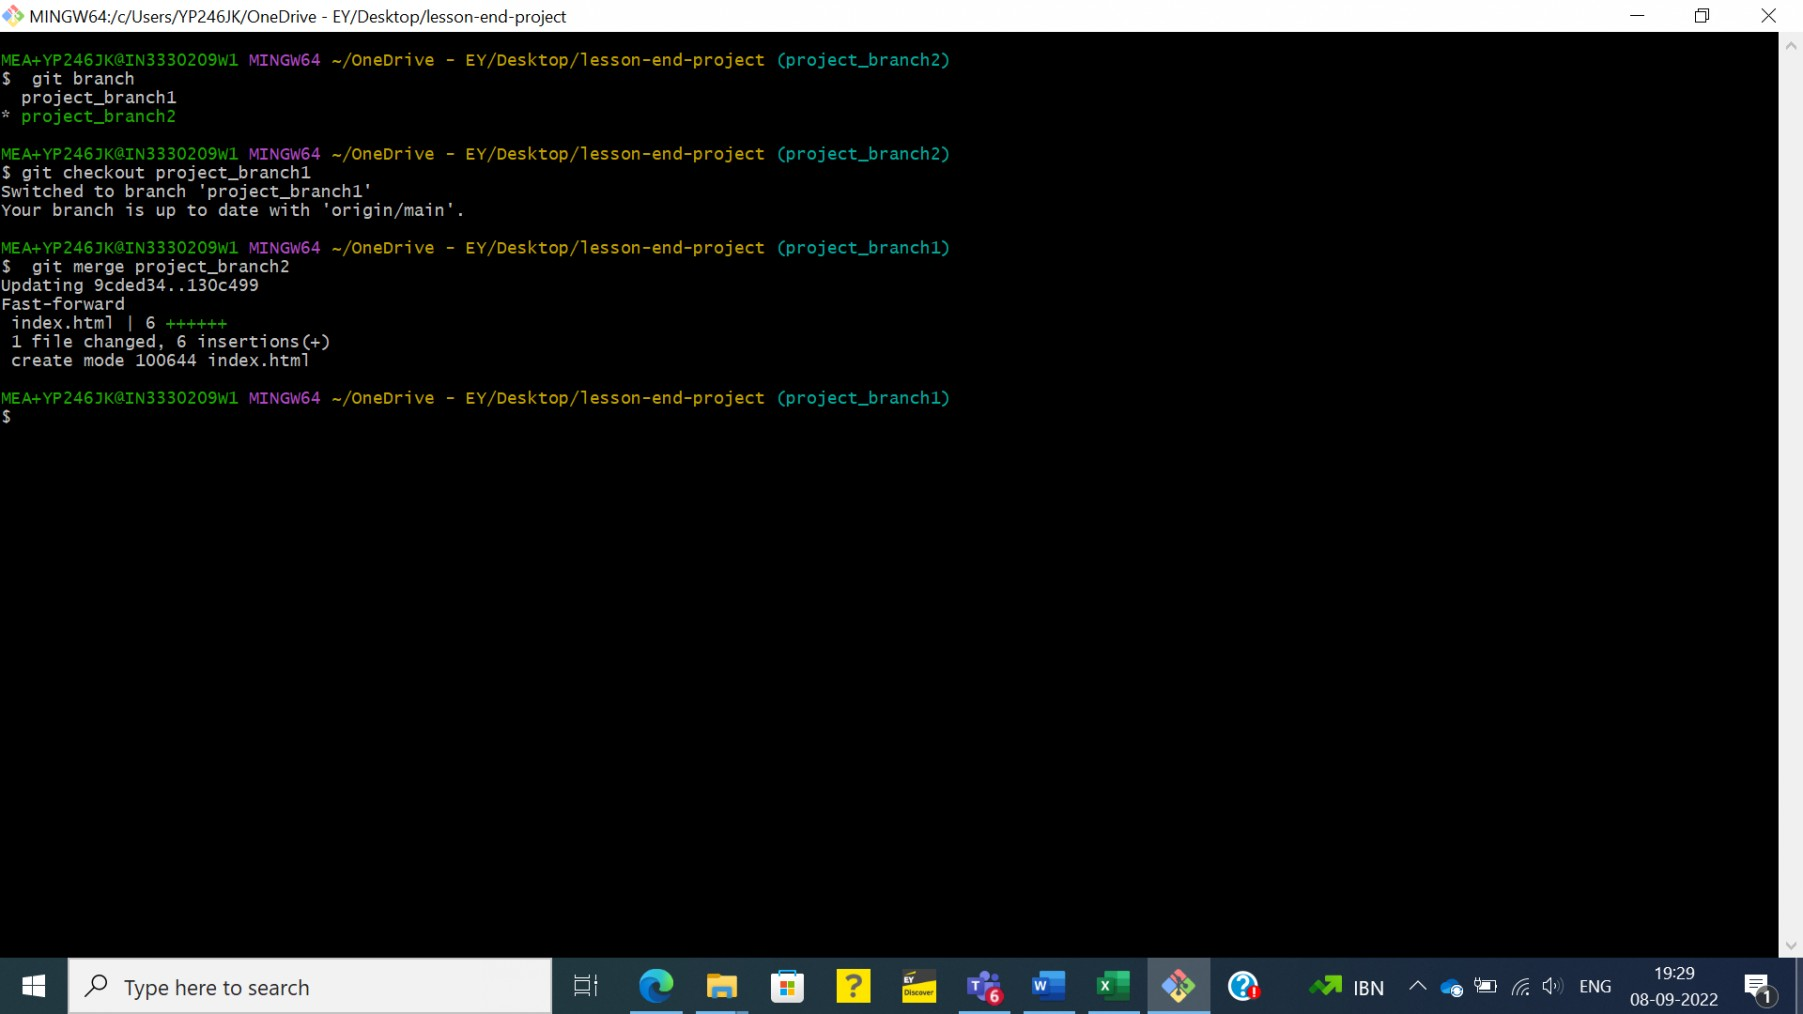 MINGW64:/c/Users/YP246JK/OneDrive - EY/Desktop/lesson-end-project
MEA+YP246JK@IN3330209W1 MINGW64 ~/OneDrive - EY/Desktop/lesson-end-project (project_branch2)
$  git branch
  project_branch1
* project_branch2
MEA+YP246JK@IN3330209W1 MINGW64 ~/OneDrive - EY/Desktop/lesson-end-project (project_branch2)
$ git checkout project_branch1
Switched to branch 'project_branch1'
Your branch is up to date with 'origin/main'.
MEA+YP246JK@IN3330209W1 MINGW64 ~/OneDrive - EY/Desktop/lesson-end-project (project_branch1)
$  git merge project_branch2
Updating 9cded34..130c499
Fast-forward
 index.html | 6 ++++++
 1 file changed, 6 insertions(+)
 create mode 100644 index.html
MEA+YP246JK@IN3330209W1 MINGW64 ~/OneDrive - EY/Desktop/lesson-end-project (project_branch1)
$
Type here to search
?
EY Discover
T 6
W
X
?!
IBN
ENG
19:29
08-09-2022
1